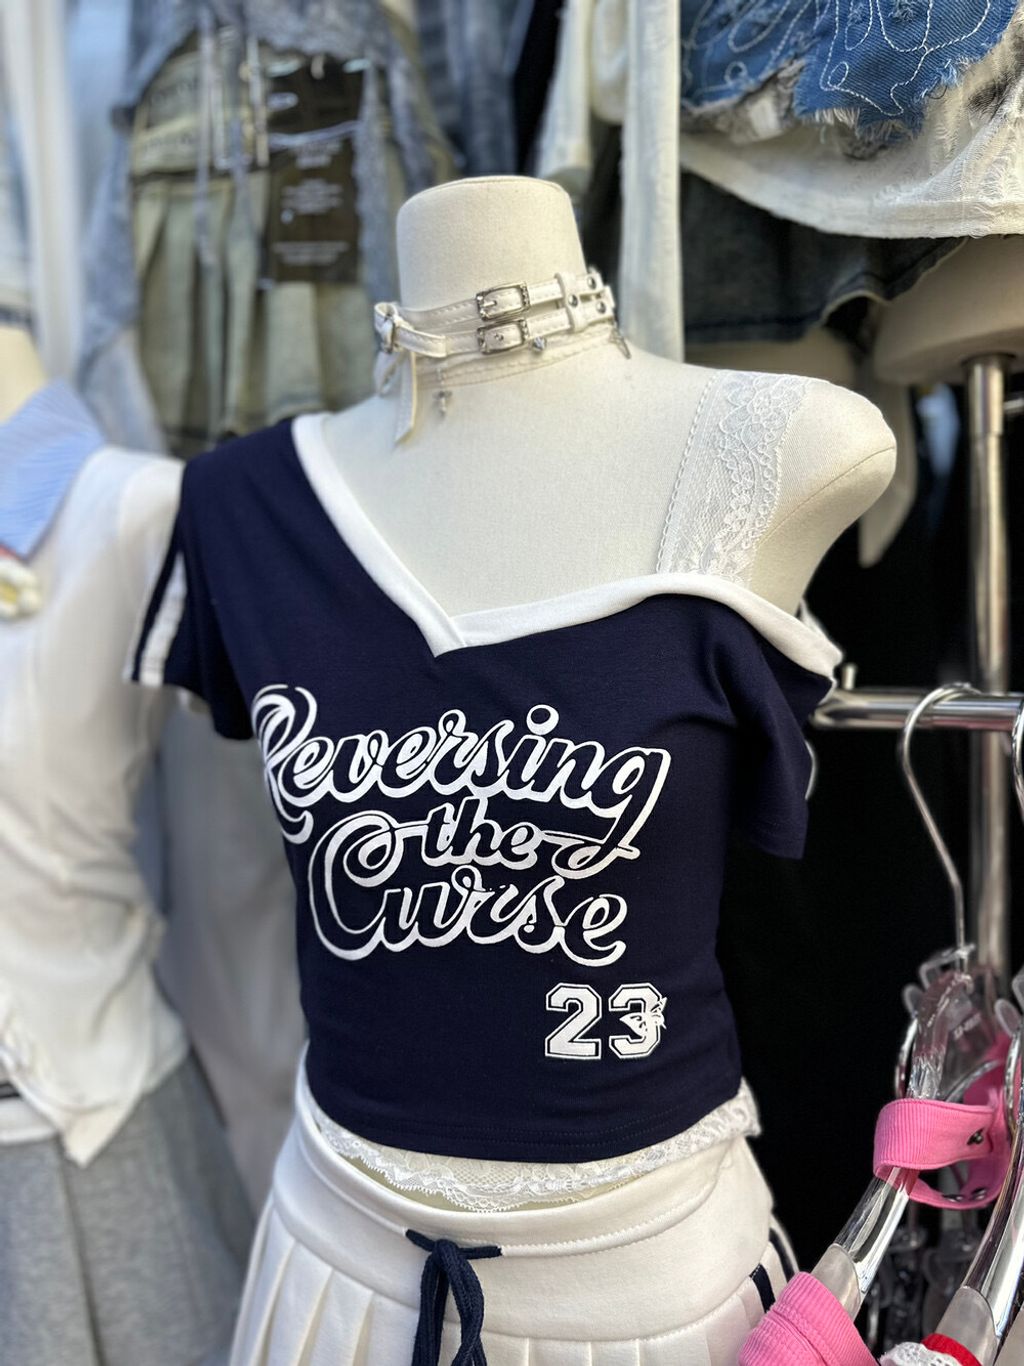 Reversing
the
Curse
23